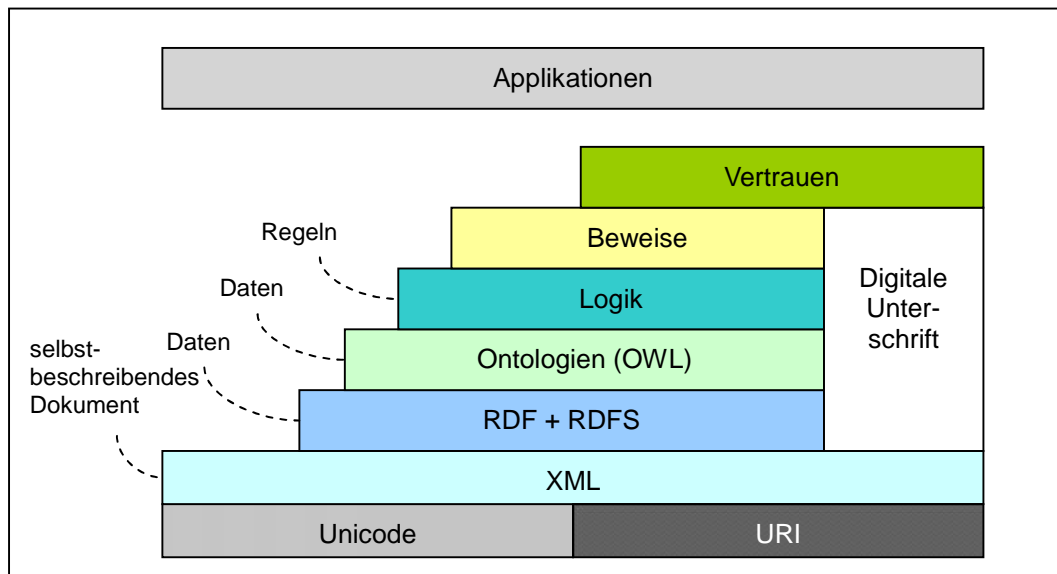 Applikationen
Vertrauen
Regeln
Beweise
Daten
Logik
Digitale
Unter-
schrift
Daten
Ontologien (OWL)
selbst-
beschreibendes
Dokument
RDF + RDFS
XML
Unicode
URI